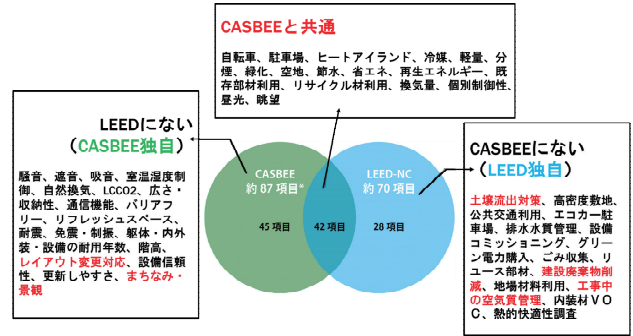 CASBEEと共通
自転車、駐車場、ヒートアイランド、冷媒、軽量、分
煙、緑化、空地、節水、省エネ、再生エネルギー、既
存部材利用、リサイクル材利用、換気量、個別制御性、
昼光、眺望
LEEDにない
（CASBEE独自）
騒音、遮音、吸音、室温湿度制
御、自然換気、LCCO2、広さ・
収納性、通信機能、バリアフ
リー、リフレッシュスペース、
耐震、免震・制振、躯体・内外
装・設備の耐用年数、階高、
レイアウト変更対応、設備信頼
性、更新しやすさ、まちなみ・
景観
CASBEE
約 87 項目*
45 項目
42 項目
LEED-NC
約 70 項目
28 項目
CASBEEにない
（LEED独自）
土壌流出対策、高密度敷地、
公共交通利用、エコカー駐
車場、排水水質管理、設備
コミッショニング、グリー
ン電力購入、ごみ収集、リ
ユース部材、建設廃棄物削
減、地場材料利用、工事中
の空気質管理、内装材ＶＯ
Ｃ、熱的快適性調査